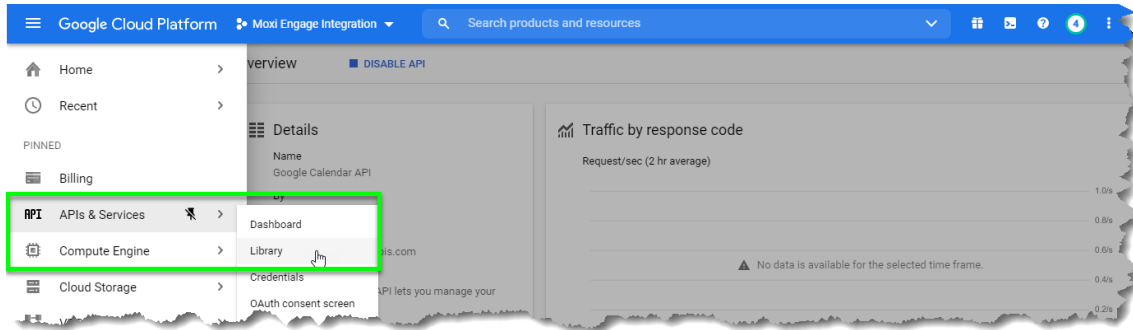 Google Cloud Platform Moxi Engage Integration Search products and resources 4
Home
Recent
PINNED
Billing
API APIs & Services
Compute Engine
Cloud Storage
Dashboard
Library
Credentials
OAuth consent screen
verview DISABLE API
Details
Name
Google Calendar API
By
pis.com
API lets you manage your
Traffic by response code
Request/sec (2 hr average)
1.0/s
0.8/s
0.6/s
No data is available for the selected time frame.
0.4/s
0.2/s